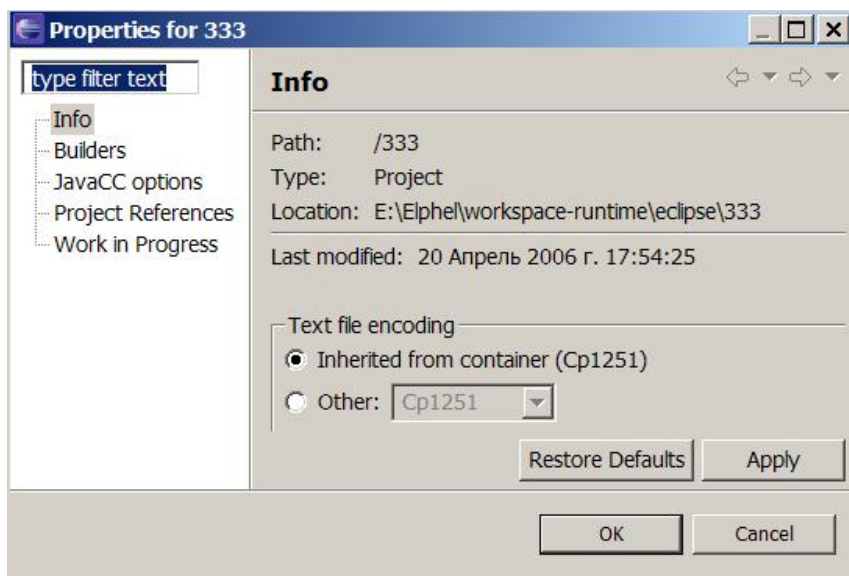 Properties for 333
type filter text
Info
Builders
JavaCC options
Project References
Work in Progress
Info
Path: /333
Type: Project
Location: E:\Elphel\workspace-runtime\eclipse\333
Last modified: 20 Апрель 2006 г. 17:54:25
Text file encoding
Inherited from container (Cp1251)
Other: Cp1251
Restore Defaults Apply
OK Cancel